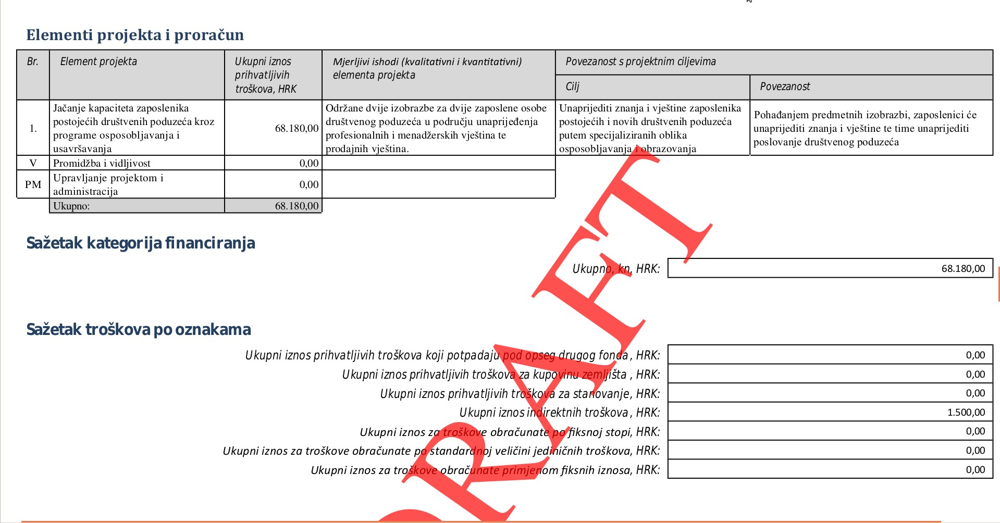 Elementi projekta i proračun
Br.
Element projekta
Ukupni iznos
prihvatljivih
troškova, HRK
Mjerljivi ishodi (kvalitativni i kvantitativni)
elementa projekta
Povezanost s projektnim ciljevima
Cilj
Povezanost
1.
Jačanje kapaciteta zaposlenika
postojećih društvenih poduzeća kroz
programe osposobljavanja i
usavršavanja
68.180,00
Održane dvije izobrazbe za dvije zaposlene osobe
društvenog poduzeća u području unaprijeđenja
profesionalnih i menadžerskih vještina te
prodajnih vještina.
Unaprijediti znanja i vještine zaposlenika
postojećih i novih društvenih poduzeća
putem specijaliziranih oblika
osposobljavanja i obrazovanja
Pohađanjem predmetnih izobrazbi, zaposlenici će
unaprijediti znanja i vještine te time unaprijediti
poslovanje društvenog poduzeća
V
Promidžba i vidljivost
0,00
PM
Upravljanje projektom i
administracija
0,00
Ukupno:
68.180,00
Sažetak kategorija financiranja
Ukupno, kn, HRK:
68.180,00
Sažetak troškova po oznakama
Ukupni iznos prihvatljivih troškova koji potpadaju pod opseg drugog fonda , HRK:
0,00
Ukupni iznos prihvatljivih troškova za kupovinu zemljišta , HRK:
0,00
Ukupni iznos prihvatljivih troškova za stanovanje, HRK:
0,00
Ukupni iznos indirektnih troškova , HRK:
1.500,00
Ukupni iznos za troškove obračunate po fiksnoj stopi, HRK:
0,00
Ukupni iznos za troškove obračunate po standardnoj veličini jediničnih troškova, HRK:
0,00
Ukupni iznos za troškove obračunate primjenom fiksnih iznosa, HRK:
0,00
DRAFT